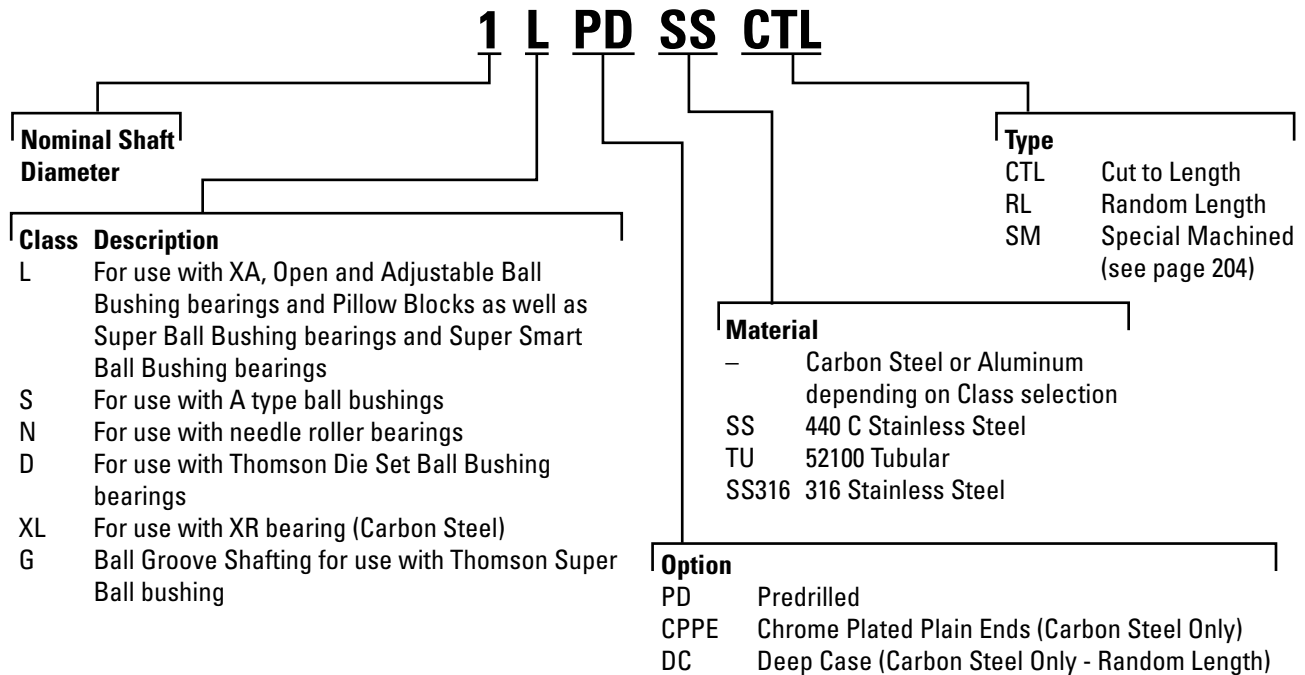 1 L PD SS CTL
Nominal Shaft
Diameter
Class Description
L For use with XA, Open and Adjustable Ball
Bushing bearings and Pillow Blocks as well as
Super Ball Bushing bearings and Super Smart
Ball Bushing bearings
S For use with A type ball bushings
N For use with needle roller bearings
D For use with Thomson Die Set Ball Bushing
bearings
XL For use with XR bearing (Carbon Steel)
G Ball Groove Shafting for use with Thomson Super
Ball bushing
Type
CTL Cut to Length
RL Random Length
SM Special Machined
(see page 204)
Material
– Carbon Steel or Aluminum
depending on Class selection
SS 440 C Stainless Steel
TU 52100 Tubular
SS316 316 Stainless Steel
Option
PD Predrilled
CPPE Chrome Plated Plain Ends (Carbon Steel Only)
DC Deep Case (Carbon Steel Only - Random Length)